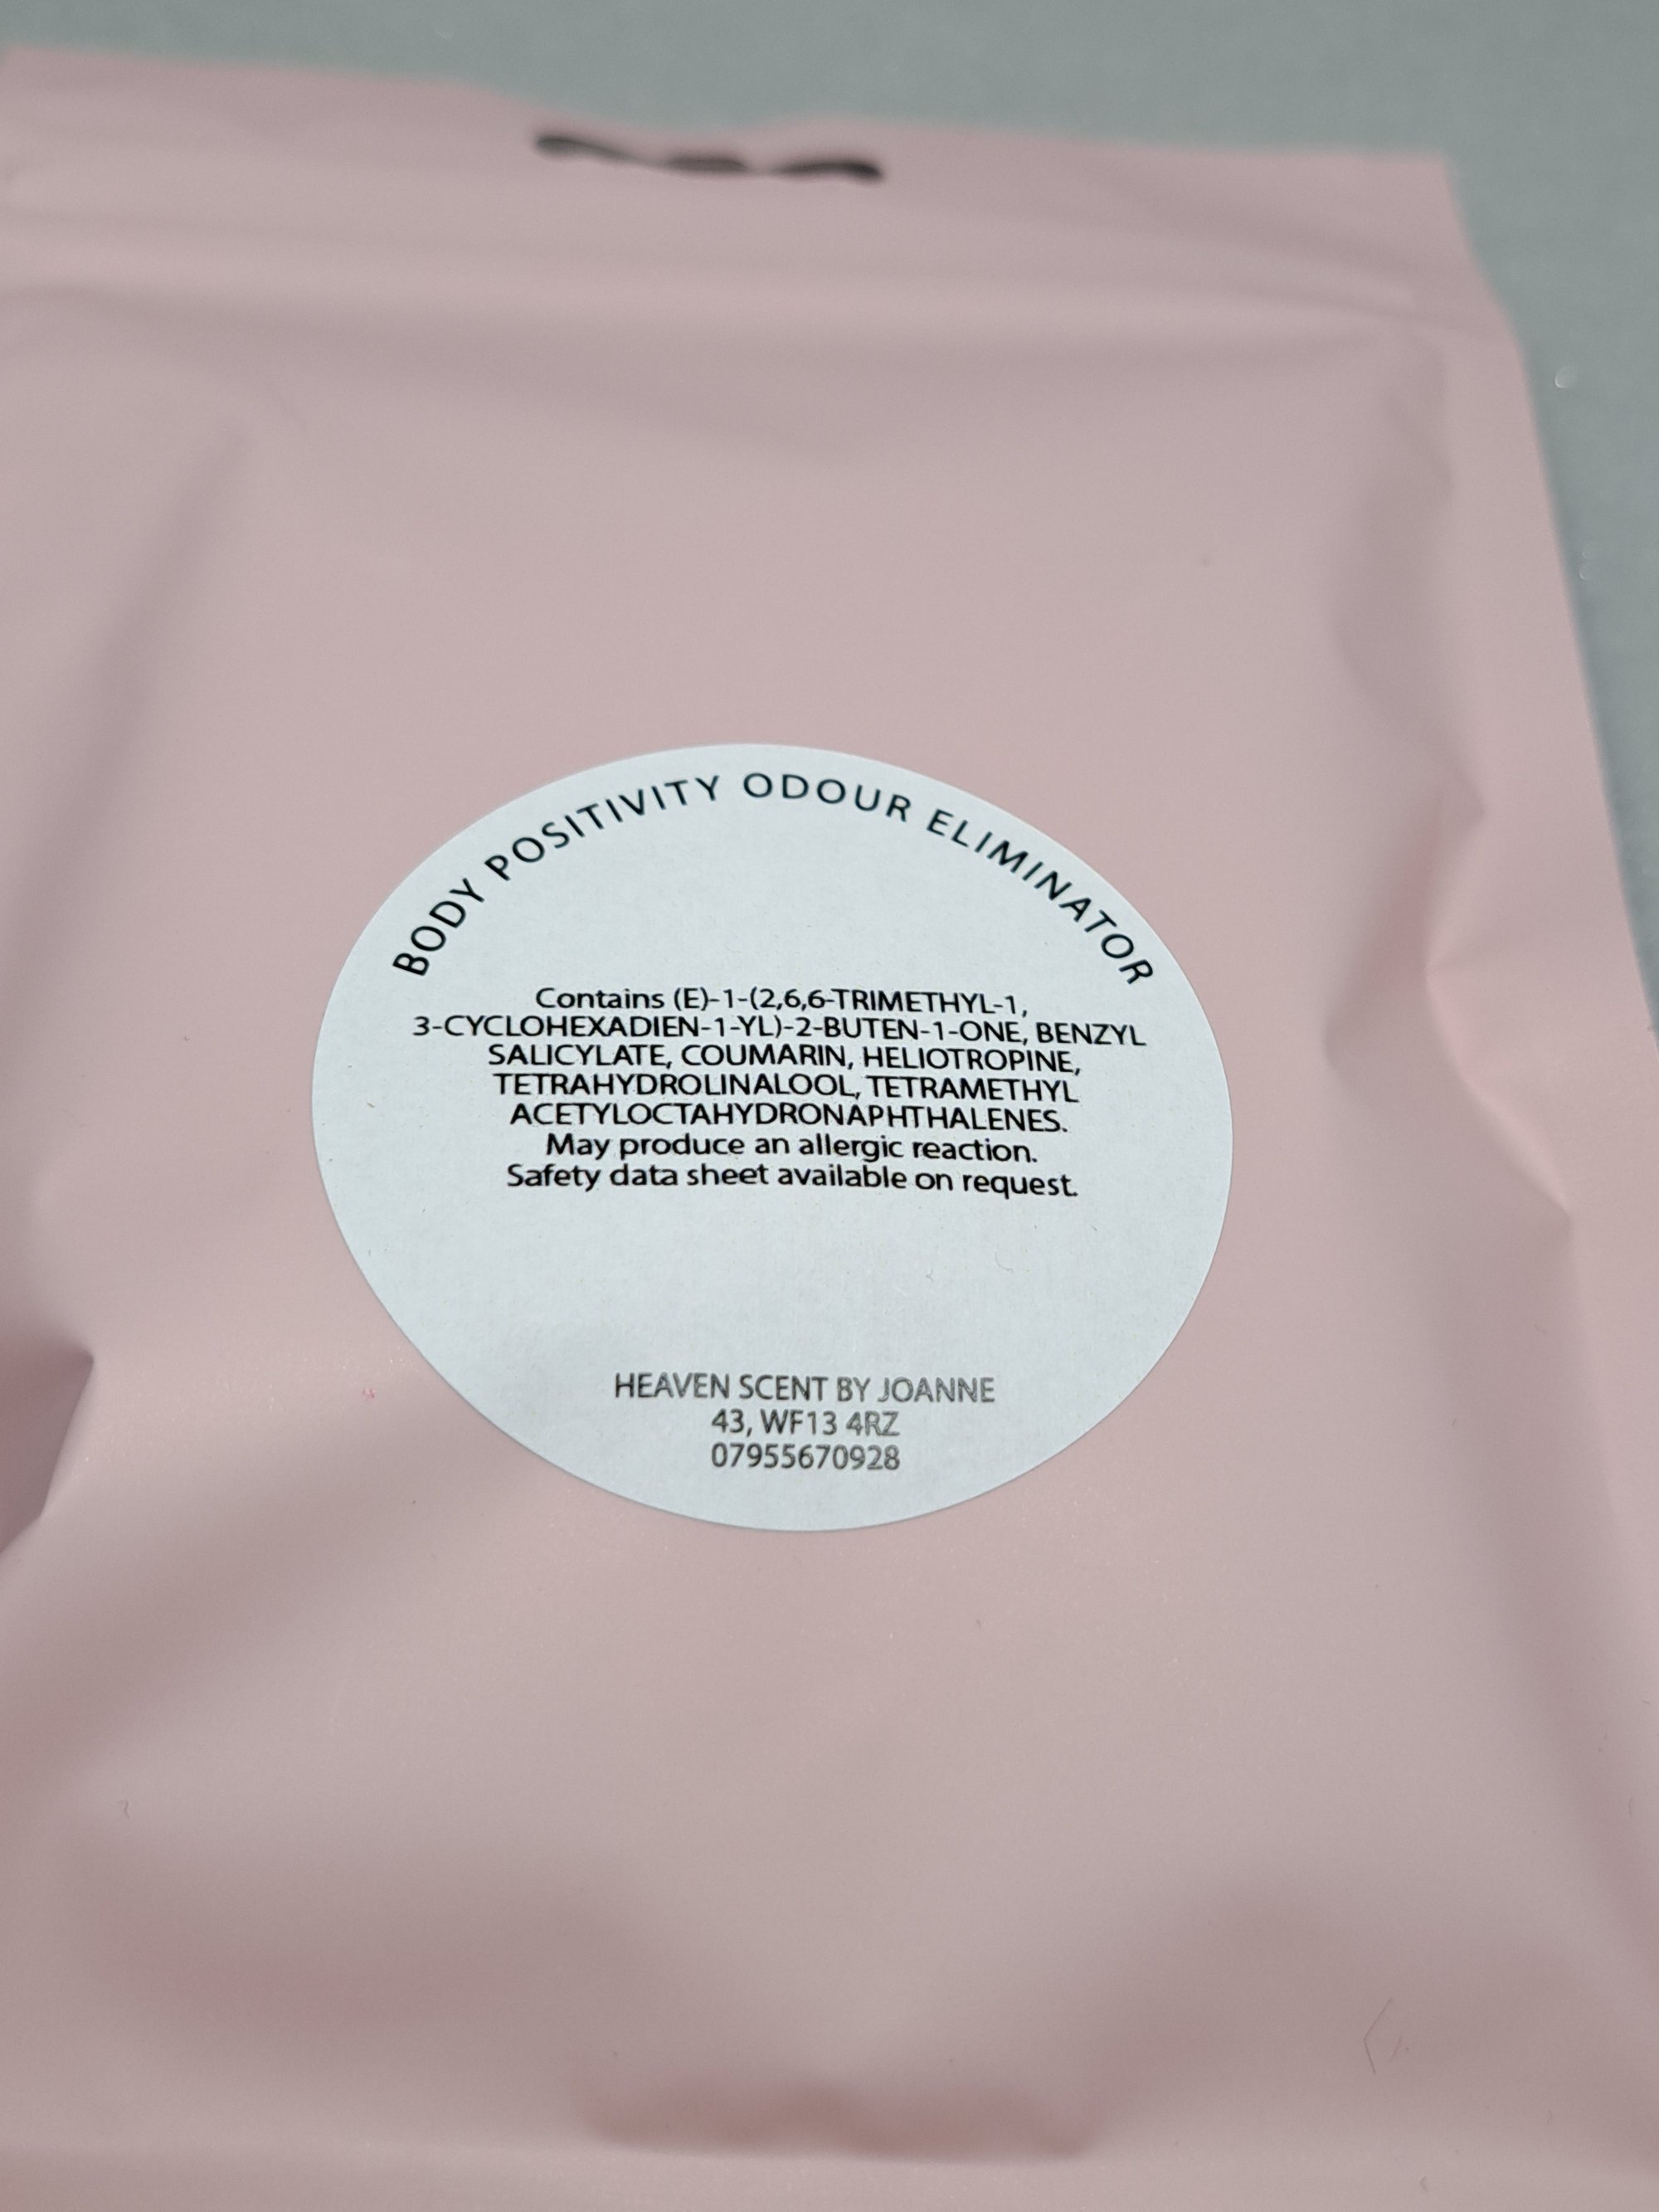 BODY POSITIVITY ODOUR ELIMINATOR
Contains (E)-1-(2,6,6-TRIMETHYL-1,
3-CYCLOHEXADIEN-1-YL)-2-BUTEN-1-ONE, BENZYL
SALICYLATE, COUMARIN, HELIOTROPINE,
TETRAHYDROLINALOOL, TETRAMETHYL
ACETYLOCTAHYDRONAPHTHALENES.
May produce an allergic reaction.
Safety data sheet available on request.
HEAVEN SCENT BY JOANNE
43, WF13 4RZ
07955670928